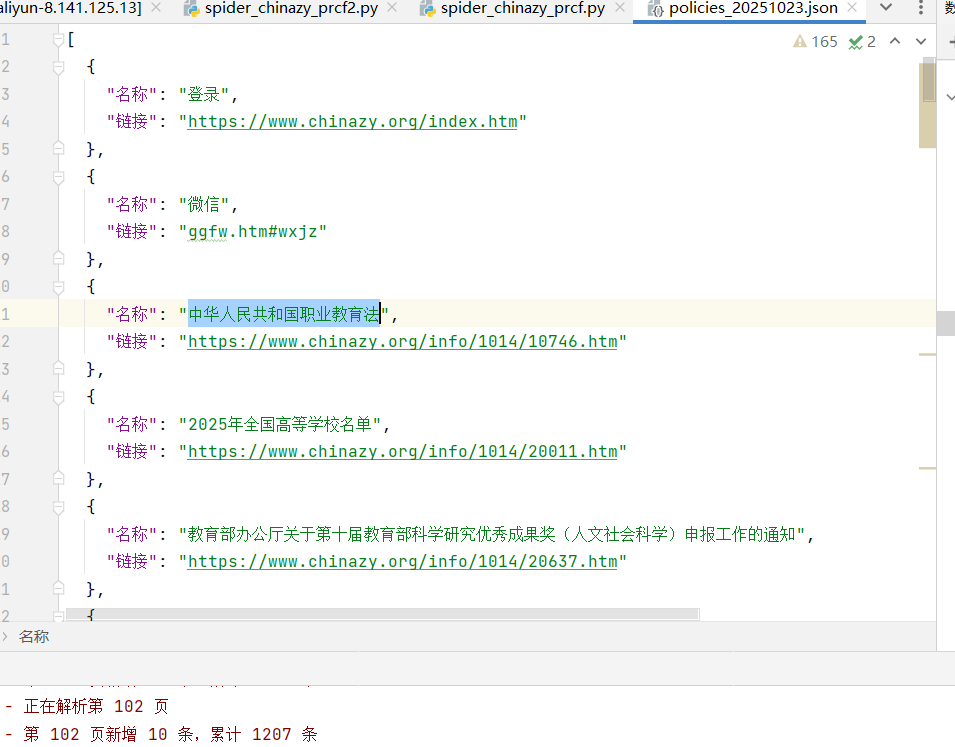 aliyun-8.141.125.13] spider_chinazy_prcf2.py spider_chinazy_prcf.py policies_20251023.json 数
1 [ 165 2
2 {
3 "名称": "登录",
4 "链接": "https://www.chinazy.org/index.htm"
5 },
6 {
7 "名称": "微信",
8 "链接": "ggfw.htm#wxjz"
9 },
0 {
1 "名称": "中华人民共和国职业教育法",
2 "链接": "https://www.chinazy.org/info/1014/10746.htm"
3 },
4 {
5 "名称": "2025年全国高等学校名单",
6 "链接": "https://www.chinazy.org/info/1014/20011.htm"
7 },
8 {
9 "名称": "教育部办公厅关于第十届教育部科学研究优秀成果奖（人文社会科学）申报工作的通知",
0 "链接": "https://www.chinazy.org/info/1014/20637.htm"
1 },
2 {
› 名称
- 正在解析第 102 页
- 第 102 页新增 10 条，累计 1207 条